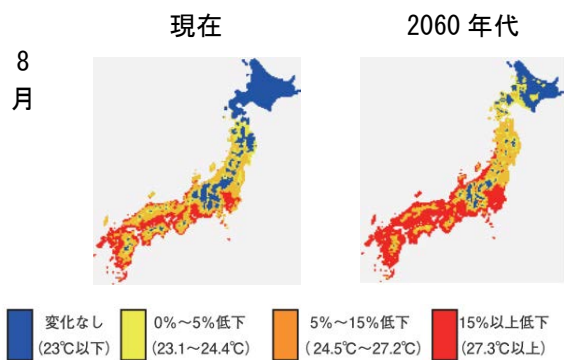 現在 2060 年代
8
月
変化なし 0%～5%低下 5%～15%低下 15%以上低下
(23℃以下) (23.1～24.4℃) (24.5℃～27.2℃) (27.3℃以上)